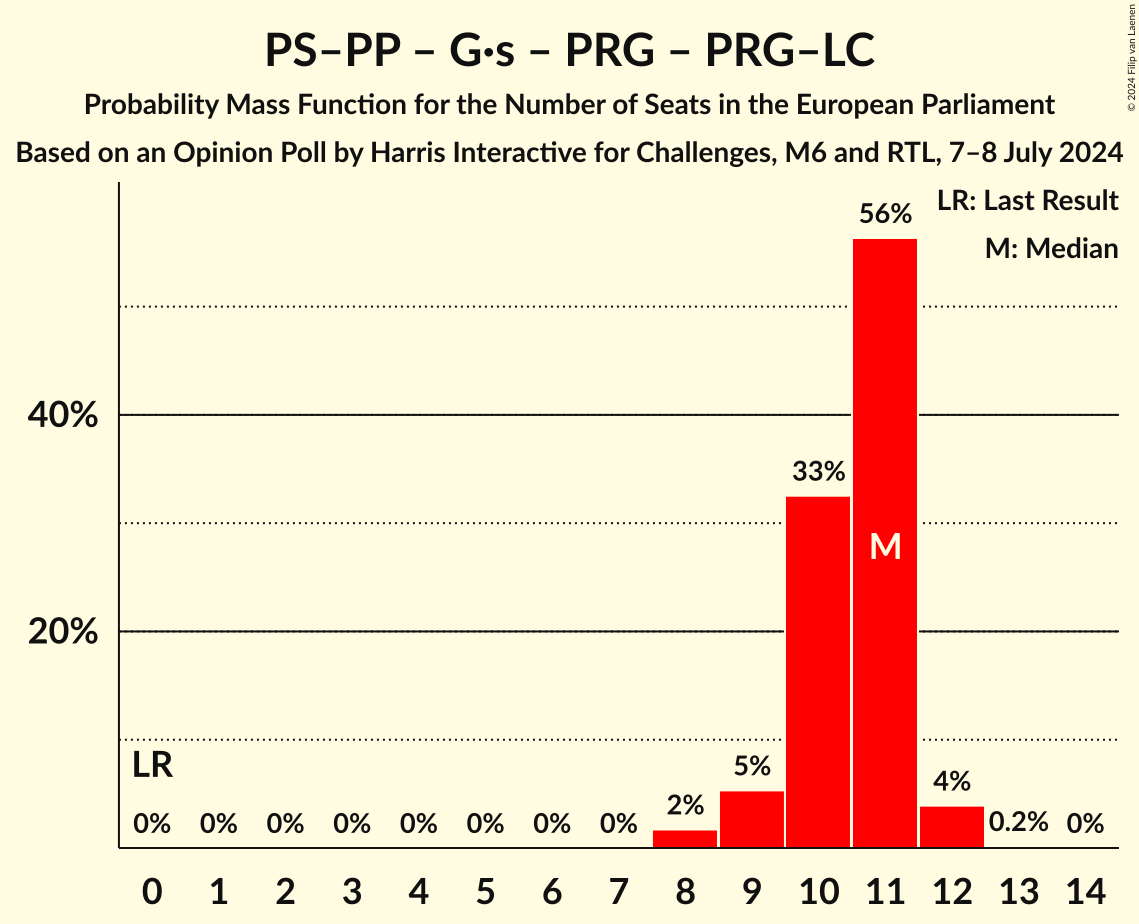 PS–PP – G•s – PRG – PRG–LC
Probability Mass Function for the Number of Seats in the European Parliament
Based on an Opinion Poll by Harris Interactive for Challenges, M6 and RTL, 7–8 July 2024
© 2024 Filip van Laenen
LR: Last Result
M: Median
56%
40%
33%
M
20%
LR
5%
4%
2%
0% 0% 0% 0% 0% 0% 0% 0% 0.2% 0%
0 1 2 3 4 5 6 7 8 9 10 11 12 13 14